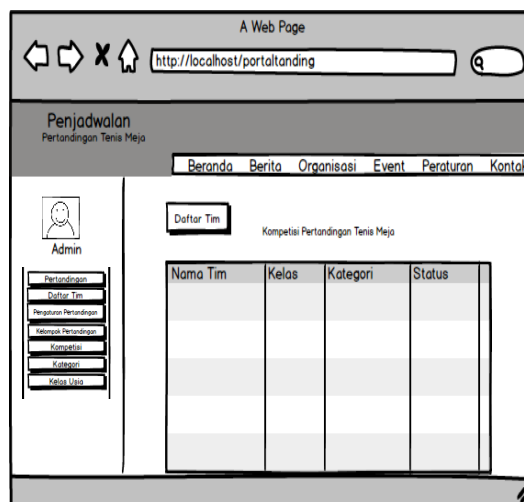 A Web Page
http://localhost/portaltanding
Penjadwalan
Pertandingan Tenis Meja
Beranda Berita Organisasi Event Peraturan Kontak
Admin
Pertandingan
Daftar Tim
Pengaturan Pertandingan
Kelompok Pertandingan
Kompetisi
Kategori
Kelas Usia
Daftar Tim
Kompetisi Pertandingan Tenis Meja
Nama Tim Kelas Kategori Status